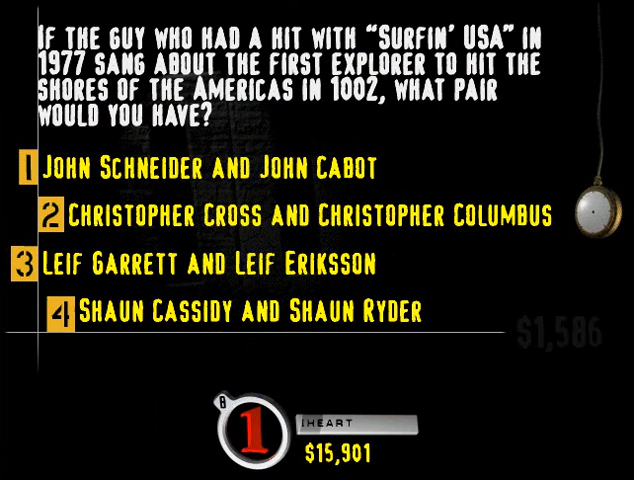 IF THE GUY WHO HAD A HIT WITH “SURFIN’ USA” IN
1977 SANG ABOUT THE FIRST EXPLORER TO HIT THE
SHORES OF THE AMERICAS IN 1002, WHAT PAIR
WOULD YOU HAVE?
1 JOHN SCHNEIDER AND JOHN CABOT
2 CHRISTOPHER CROSS AND CHRISTOPHER COLUMBUS
3 LEIF GARRETT AND LEIF ERIKSSON
4 SHAUN CASSIDY AND SHAUN RYDER
$1,586
8
1 IHEART
$15,901